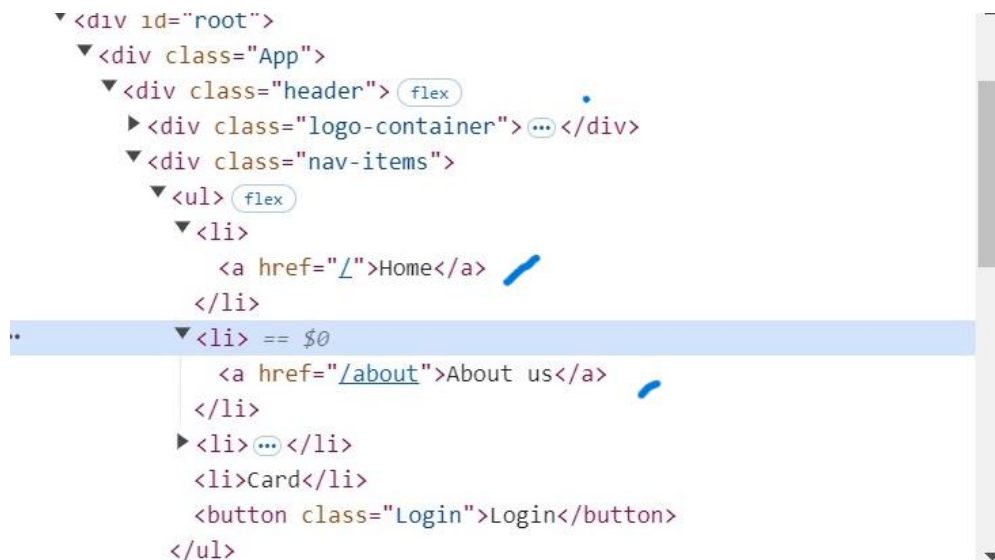 <div id="root">
<div class="App">
<div class="header"> flex
<div class="logo-container"> … </div>
<div class="nav-items">
<ul> flex
<li>
<a href="/">Home</a>
</li>
<li> == $0
<a href="/about">About us</a>
</li>
<li> … </li>
<li>Card</li>
<button class="Login">Login</button>
</ul>